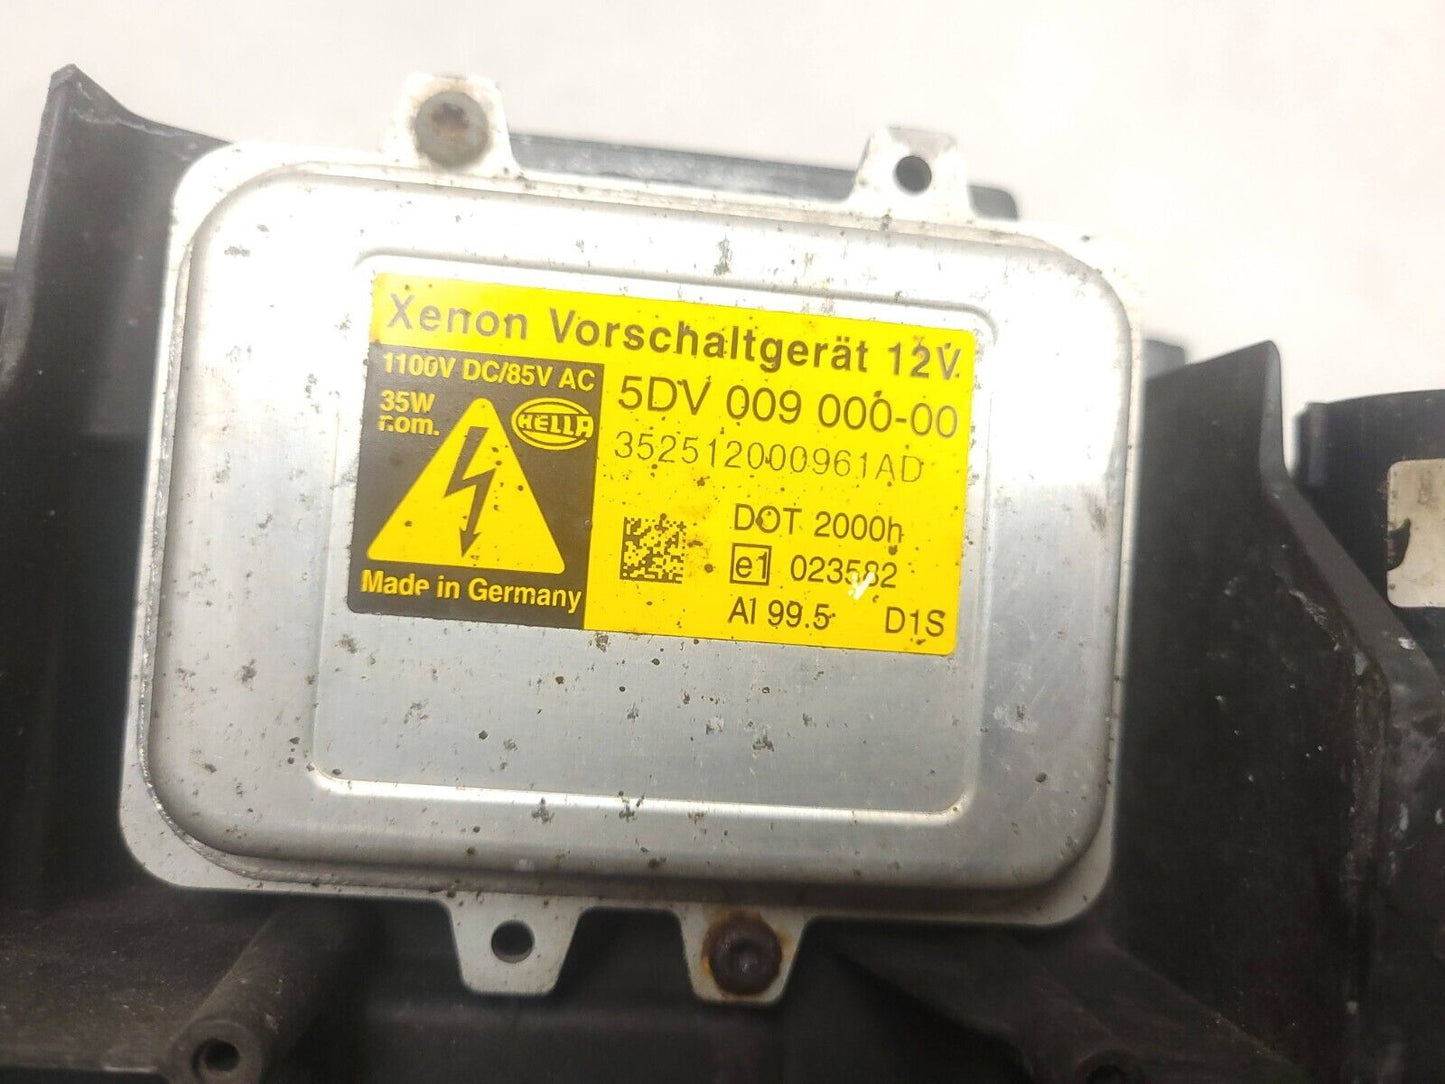 Xenon Vorschaltgerät 12V
1100V DC/85V AC
35W
nom.
HELLA
Made in Germany
5DV 009 000-00
352512000961AD
DOT 2000h
e1 023582
Al 99.5 D1S